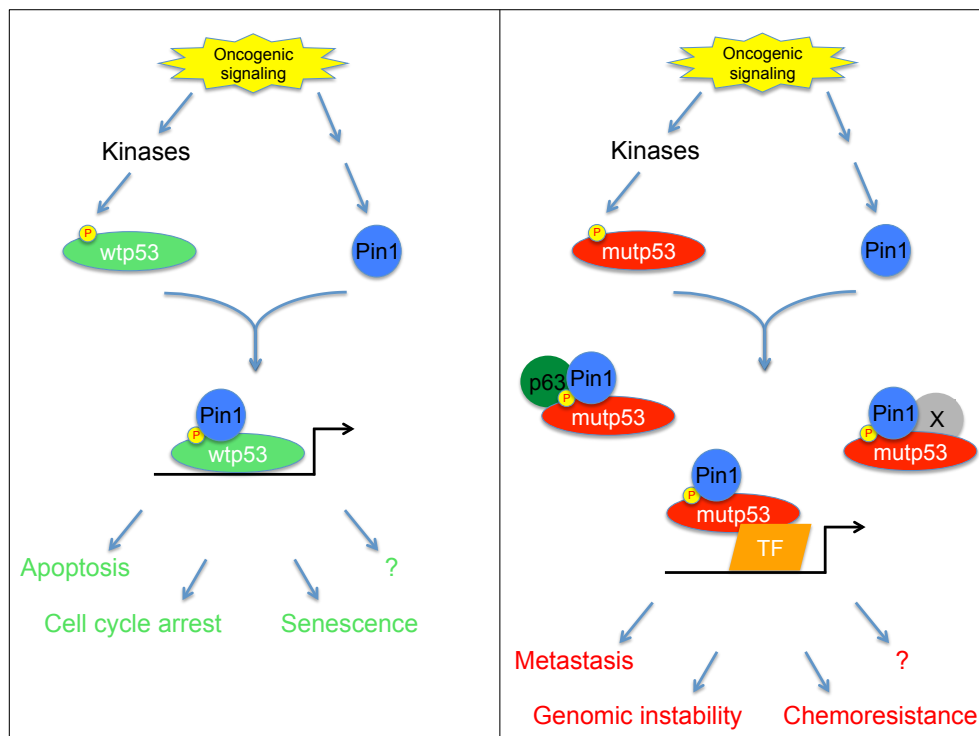 Oncogenic
signaling
Kinases
P
wtp53
Pin1
Pin1
P
wtp53
Apoptosis
?
Cell cycle arrest
Senescence
Oncogenic
signaling
Kinases
P
mutp53
Pin1
p63
Pin1
P
mutp53
Pin1
X
P
mutp53
Pin1
P
mutp53
TF
Metastasis
?
Genomic instability
Chemoresistance